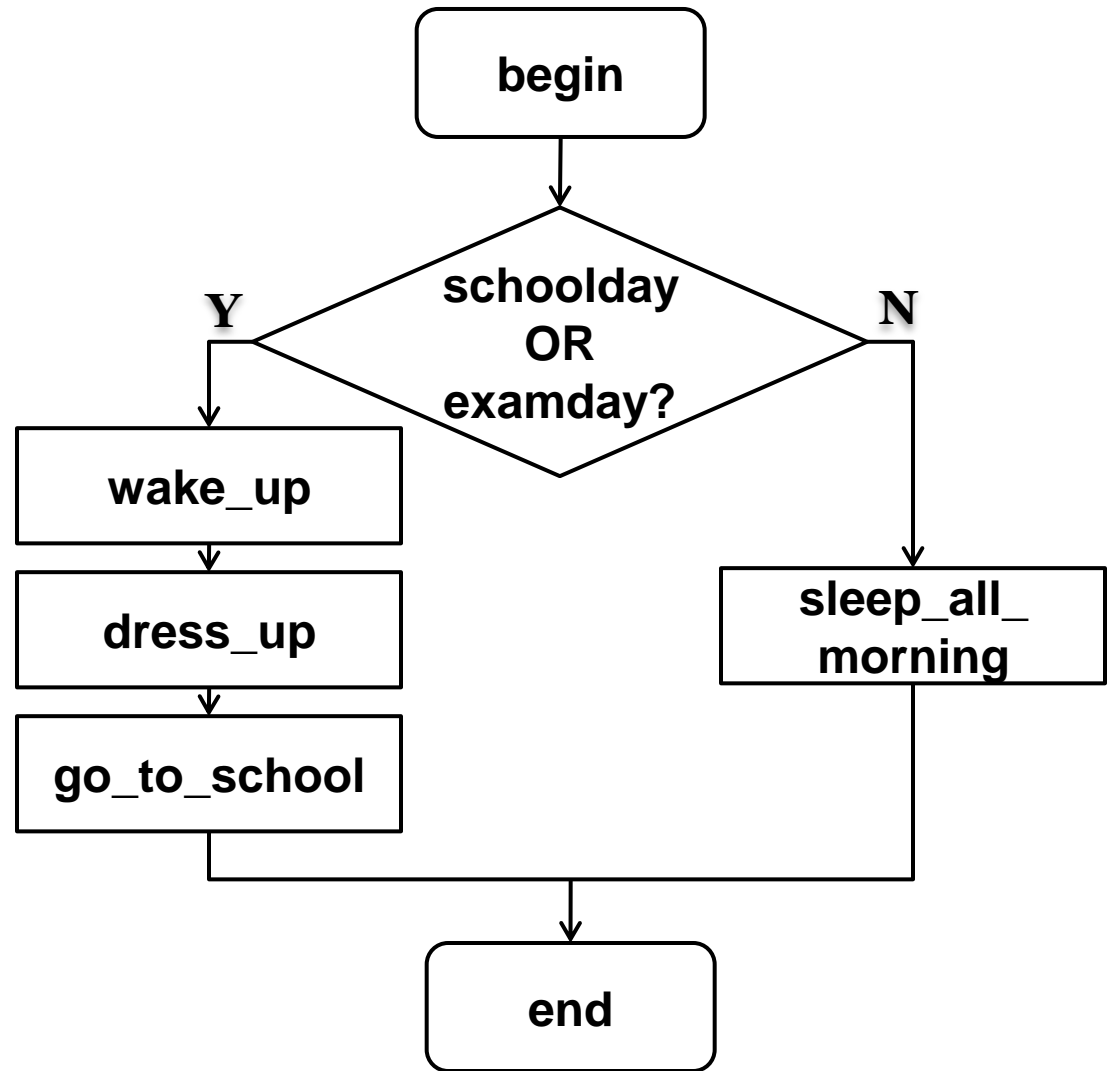 begin
schoolday
OR
examday?
Y
N
wake_up
dress_up
go_to_school
sleep_all_
morning
end